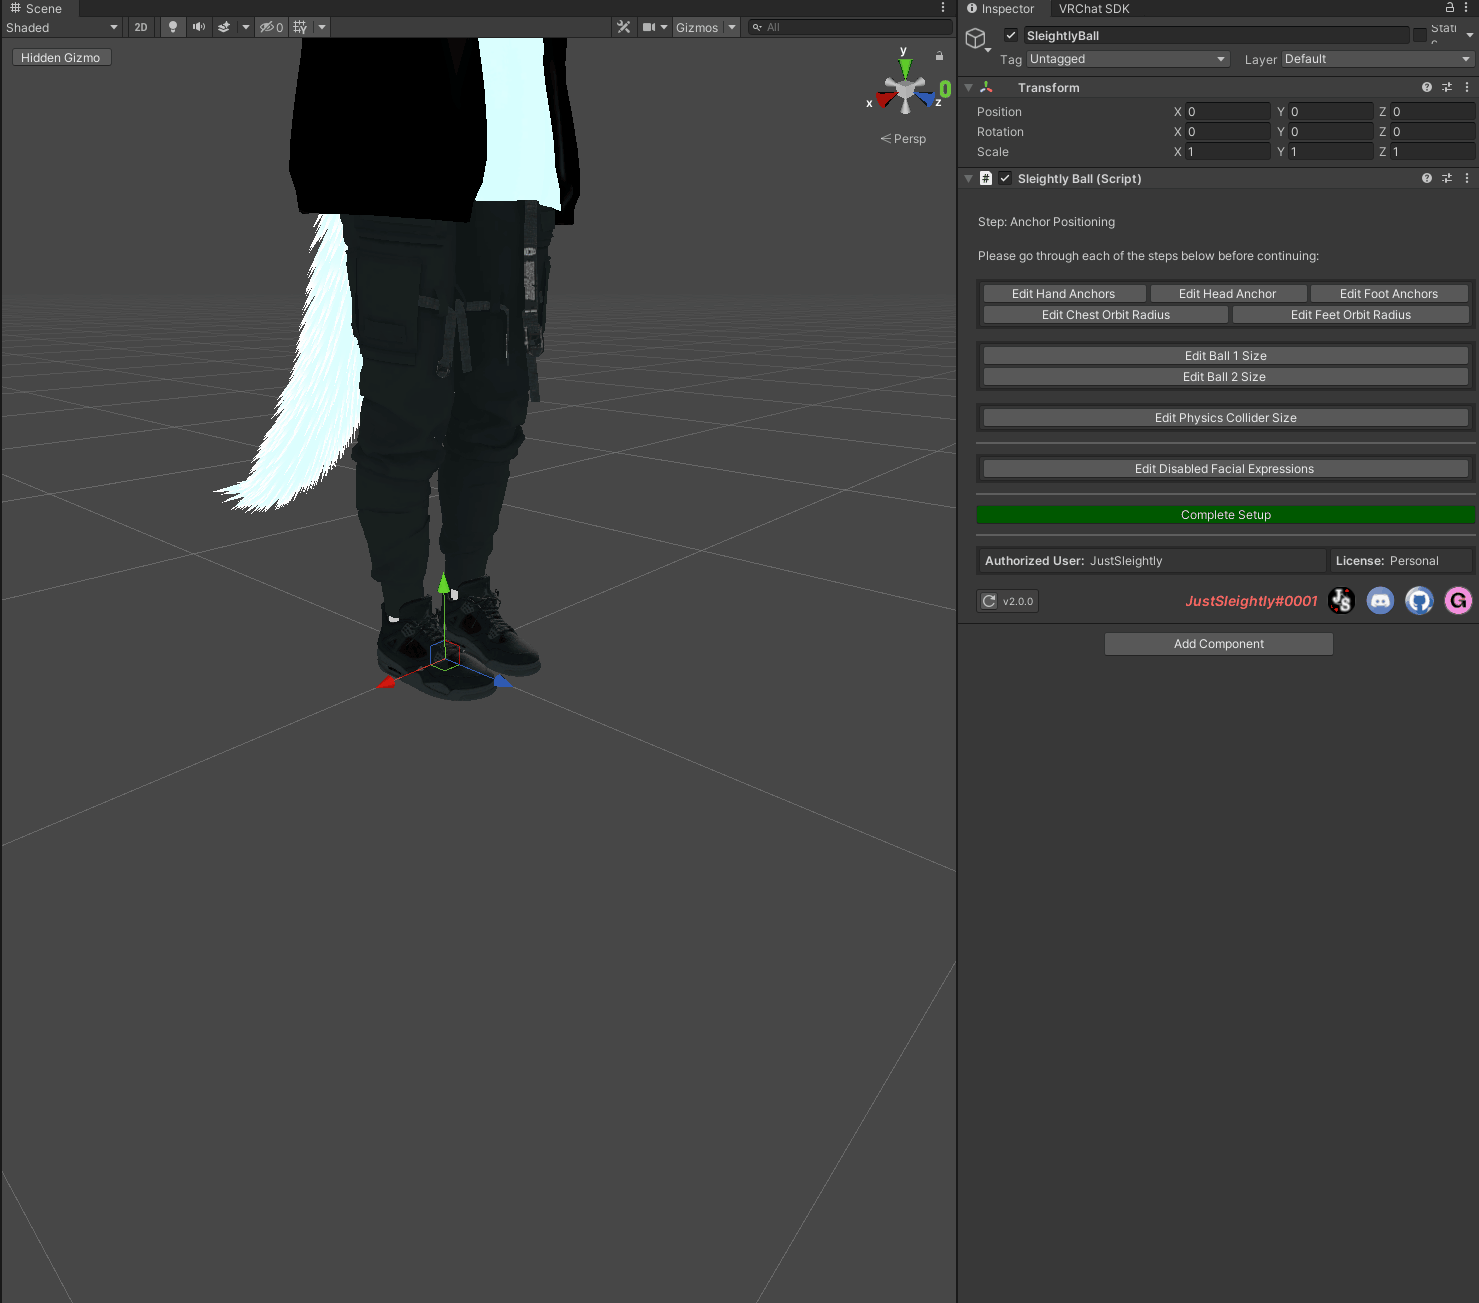 Scene
Shaded
2D
0
Gizmos
All
Hidden Gizmo
y
x
z
0
Persp
Inspector
VRChat SDK
SleightlyBall
Tag Untagged Layer Default
Transform
Position X 0 Y 0 Z 0
Rotation X 0 Y 0 Z 0
Scale X 1 Y 1 Z 1
# Sleightly Ball (Script)
Step: Anchor Positioning
Please go through each of the steps below before continuing:
Edit Hand Anchors Edit Head Anchor Edit Foot Anchors
Edit Chest Orbit Radius Edit Feet Orbit Radius
Edit Ball 1 Size
Edit Ball 2 Size
Edit Physics Collider Size
Edit Disabled Facial Expressions
Complete Setup
Authorized User: JustSleightly License: Personal
v2.0.0 JustSleightly#0001 JS G
Add Component